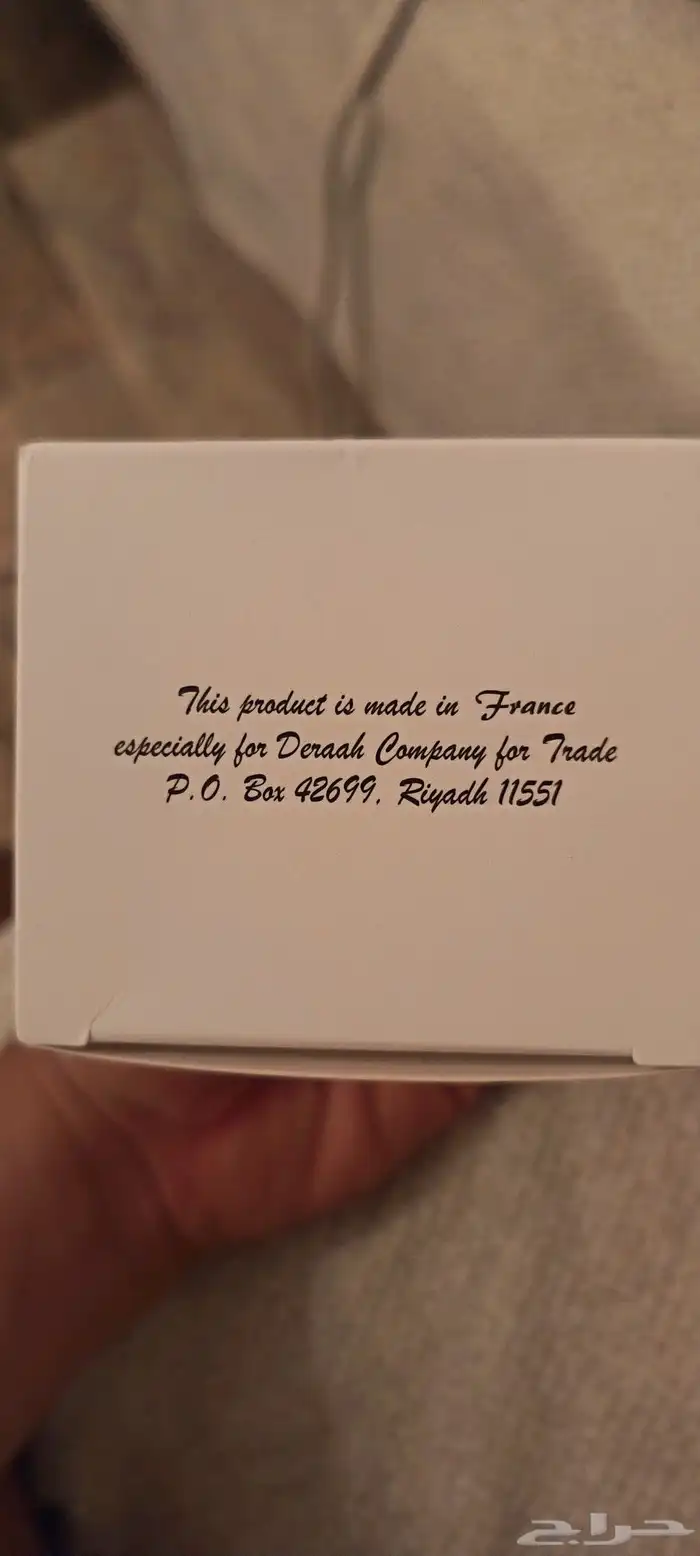 This product is made in France
especially for Deraah Company for Trade
P.O. Box 42699, Riyadh 11551
حراج